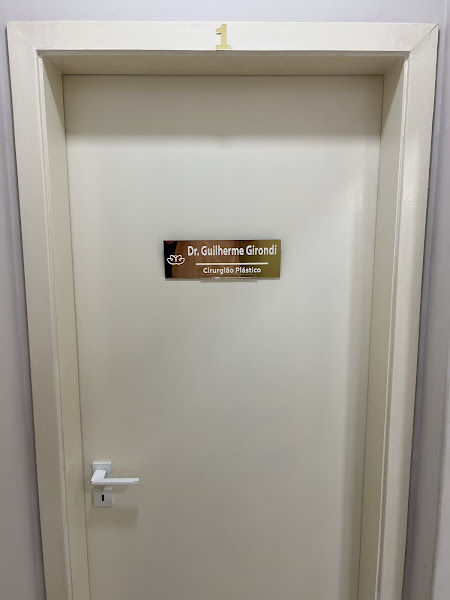 1
Dr. Guilherme Girondi
Cirurgião Plástico